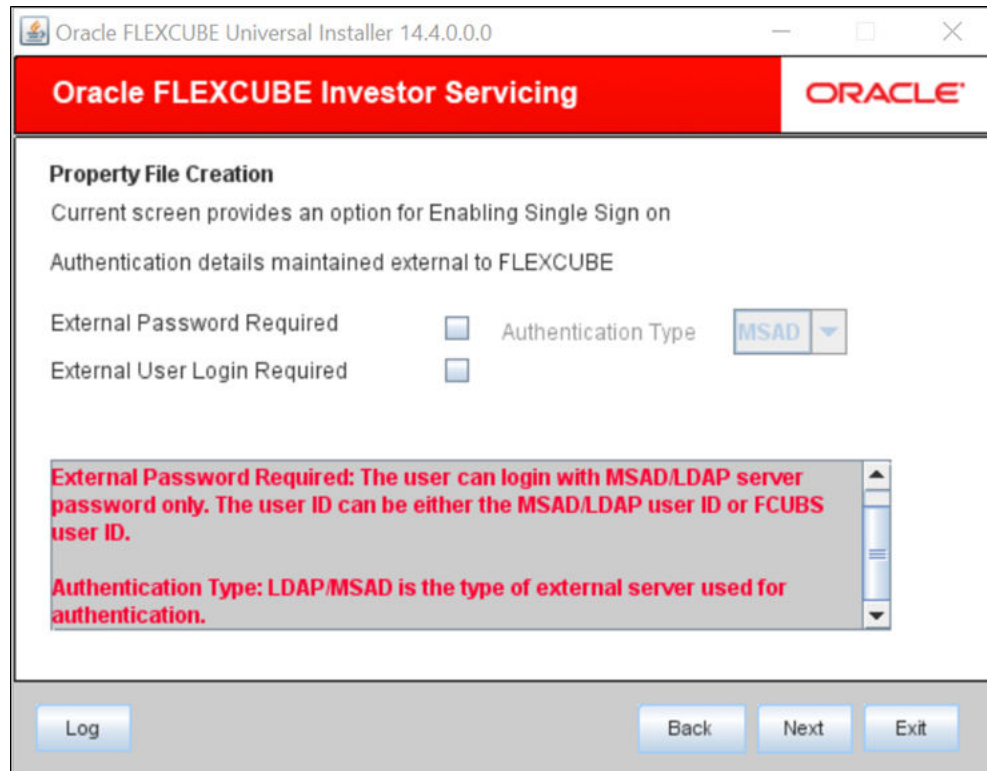 Oracle FLEXCUBE Universal Installer 14.4.0.0.0
Oracle FLEXCUBE Investor Servicing
ORACLE
Property File Creation
Current screen provides an option for Enabling Single Sign on
Authentication details maintained external to FLEXCUBE
External Password Required
Authentication Type
MSAD
External User Login Required
External Password Required: The user can login with MSAD/LDAP server
password only. The user ID can be either the MSAD/LDAP user ID or FCUBS
user ID.
Authentication Type: LDAP/MSAD is the type of external server used for
authentication.
Log
Back
Next
Exit